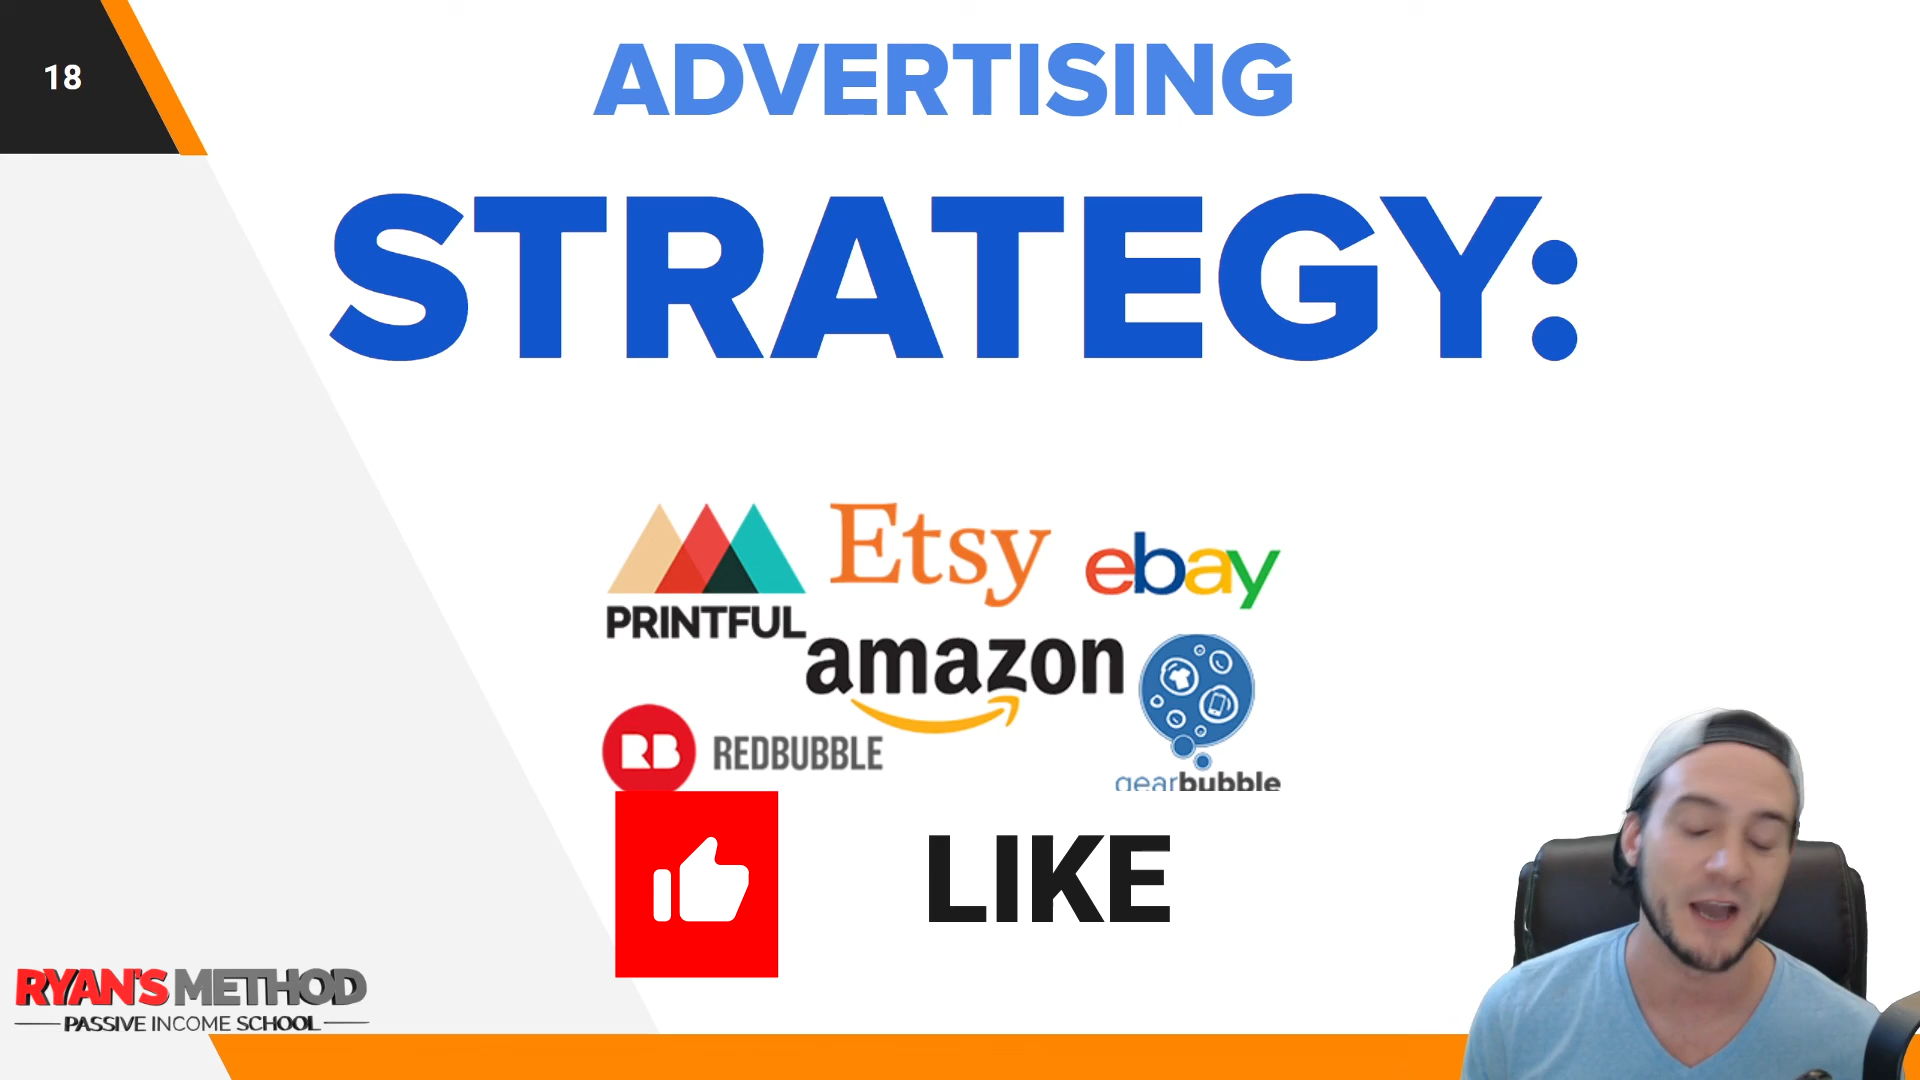 18
ADVERTISING
STRATEGY:
PRINTFUL
Etsy
ebay
amazon
RB REDBUBBLE
gearbubble
LIKE
RYAN'S METHOD
PASSIVE INCOME SCHOOL